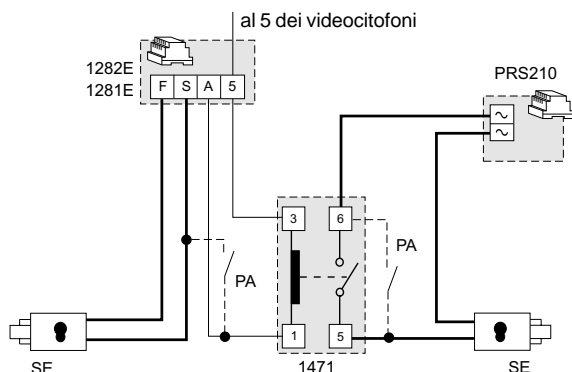 al 5 dei videocitofoni
1282E
1281E
F S A 5
PRS210
~
~
3 6
PA
PA
1 5
SE
1471
SE